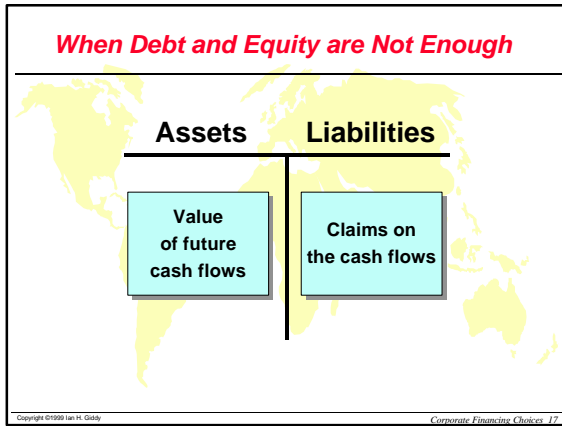 When Debt and Equity are Not Enough
Assets
Liabilities
Value
of future
cash flows
Claims on
the cash flows
Copyright ©1999 Ian H. Giddy
Corporate Financing Choices 17